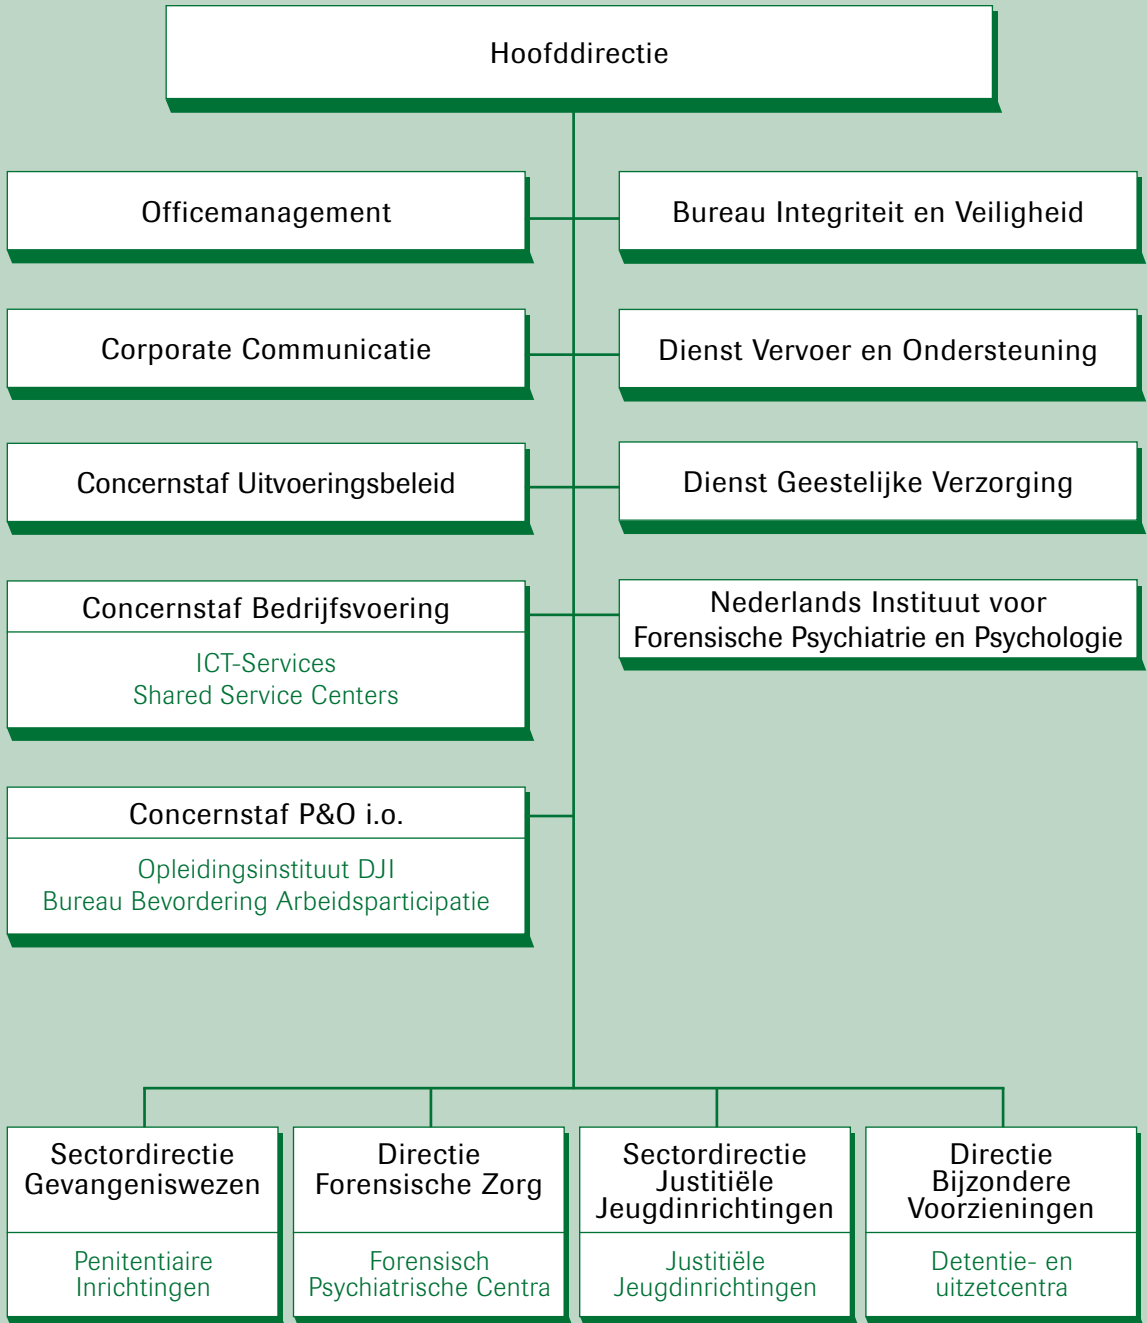 Hoofddirectie
Officemanagement
Bureau Integriteit en Veiligheid
Corporate Communicatie
Dienst Vervoer en Ondersteuning
Concernstaf Uitvoeringsbeleid
Dienst Geestelijke Verzorging
Concernstaf Bedrijfsvoering
ICT-Services
Shared Service Centers
Nederlands Instituut voor
Forensische Psychiatrie en Psychologie
Concernstaf P&O i.o.
Opleidingsinstituut DJI
Bureau Bevordering Arbeidsparticipatie
Sectordirectie
Gevangeniswezen
Penitentiaire
Inrichtingen
Directie
Forensische Zorg
Forensisch
Psychiatrische Centra
Sectordirectie
Justitiële
Jeugdinrichtingen
Justitiële
Jeugdinrichtingen
Directie
Bijzondere
Voorzieningen
Detentie- en
uitzetcentra